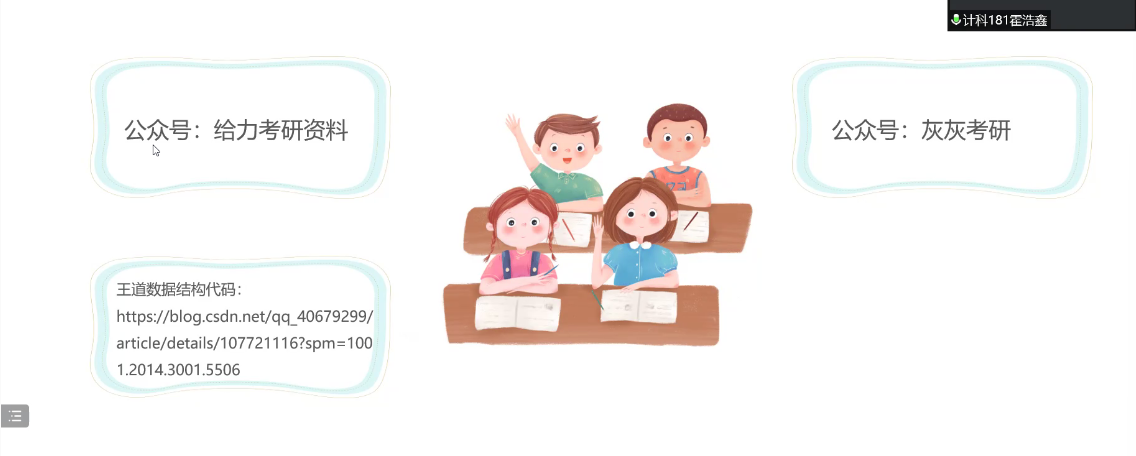 计科181霍浩鑫
公众号：给力考研资料
公众号：灰灰考研
王道数据结构代码：
https://blog.csdn.net/qq_40679299/
article/details/107721116?spm=100
1.2014.3001.5506